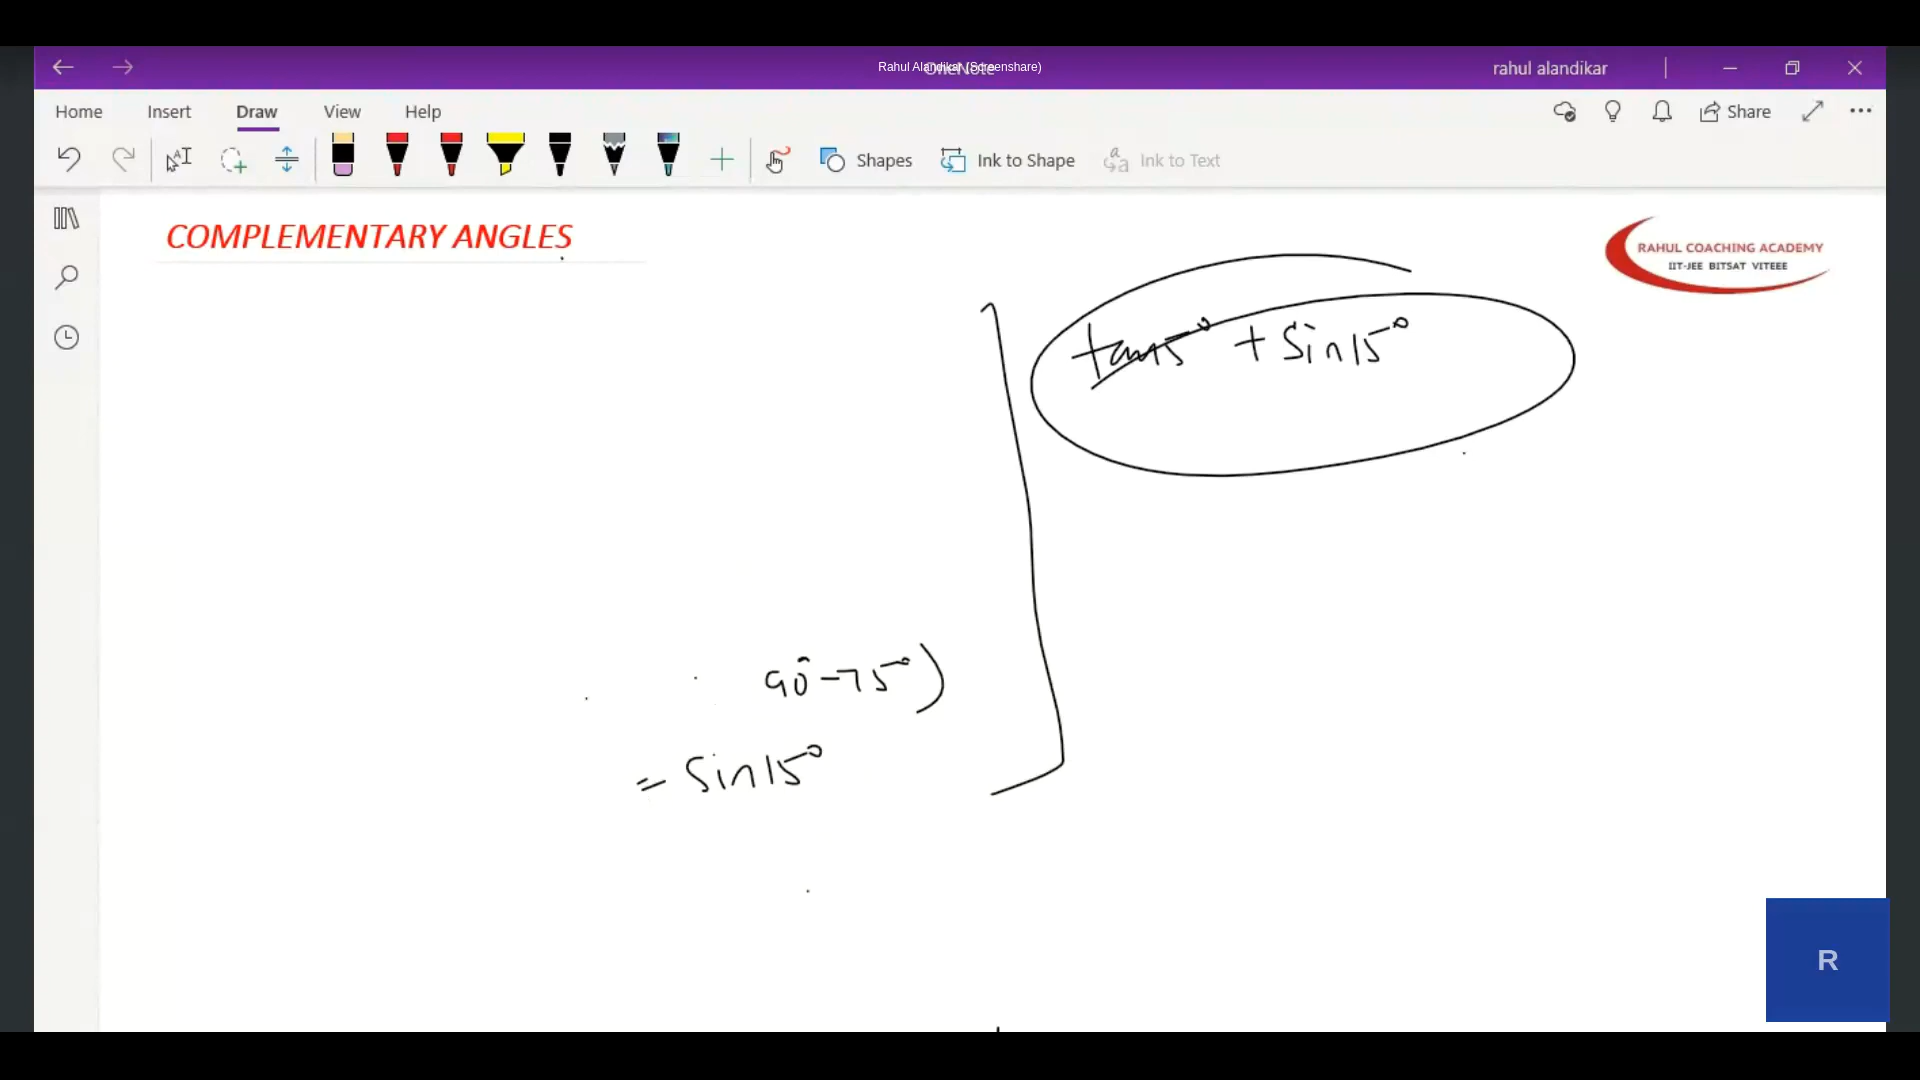 Rahul Alandikar (Screenshare)
rahul alandikar
Home Insert Draw View Help
Share
Shapes Ink to Shape Ink to Text
COMPLEMENTARY ANGLES
RAHUL COACHING ACADEMY
IIT-JEE BITSAT VITEEE
tan15° + Sin15°
90°-75°)
= Sin15°
R